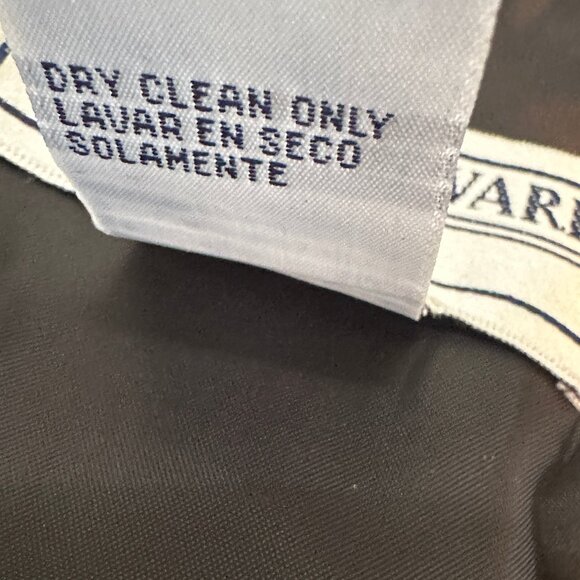 DRY CLEAN ONLY
LAVAR EN SECO
SOLAMENTE